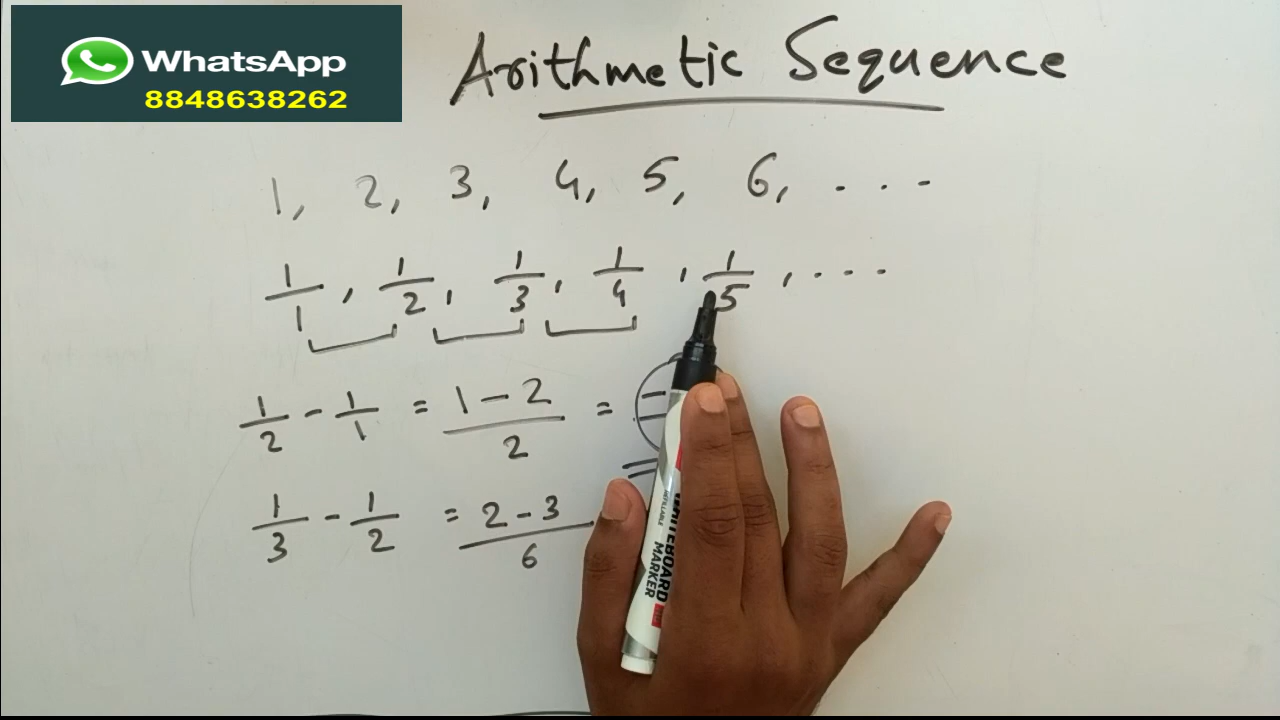 WhatsApp
8848638262
Arithmetic Sequence
1, 2, 3, 4, 5, 6, . . .
1/1, 1/2, 1/3, 1/4, 1/5, . . .
1/2 - 1/1 = (1 - 2)/2 =
1/3 - 1/2 = (2 - 3)/6
WHITEBOARD
MARKER
REFILLABLE